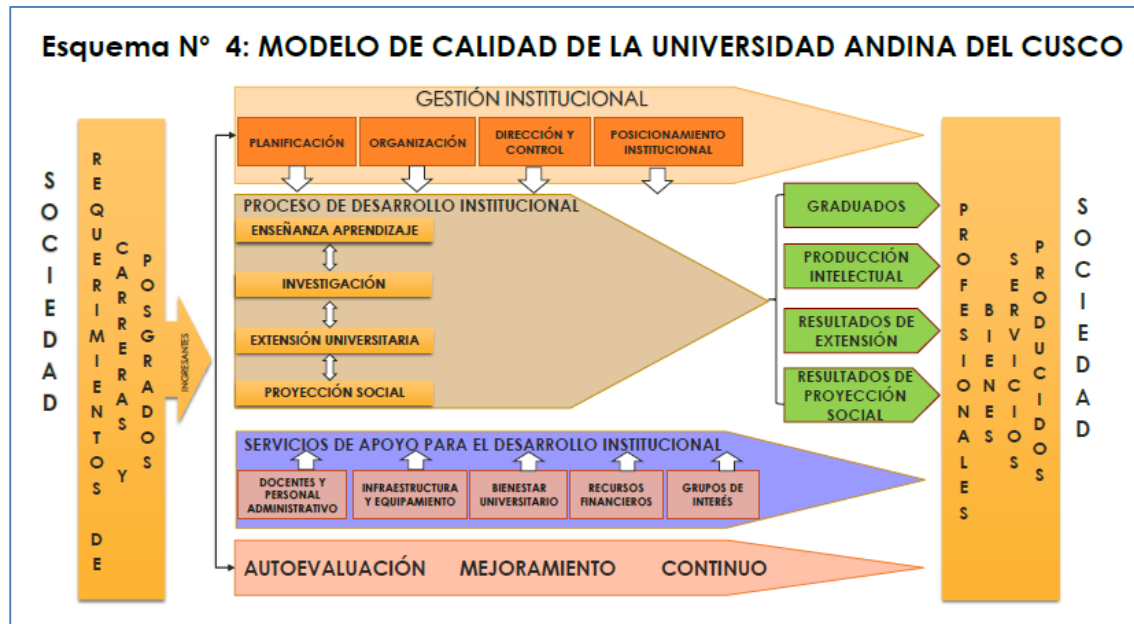 Esquema N° 4: MODELO DE CALIDAD DE LA UNIVERSIDAD ANDINA DEL CUSCO
SOCIEDAD
REQUERIMIENTOS DE
CARRERAS Y
POSGRADOS
INGRESANTES
GESTIÓN INSTITUCIONAL
PLANIFICACIÓN
ORGANIZACIÓN
DIRECCIÓN Y
CONTROL
POSICIONAMIENTO
INSTITUCIONAL
PROCESO DE DESARROLLO INSTITUCIONAL
ENSEÑANZA APRENDIZAJE
INVESTIGACIÓN
EXTENSIÓN UNIVERSITARIA
PROYECCIÓN SOCIAL
GRADUADOS
PRODUCCIÓN
INTELECTUAL
RESULTADOS DE
EXTENSIÓN
RESULTADOS DE
PROYECCIÓN
SOCIAL
SERVICIOS DE APOYO PARA EL DESARROLLO INSTITUCIONAL
DOCENTES Y
PERSONAL
ADMINISTRATIVO
INFRAESTRUCTURA
Y EQUIPAMIENTO
BIENESTAR
UNIVERSITARIO
RECURSOS
FINANCIEROS
GRUPOS DE
INTERÉS
AUTOEVALUACIÓN MEJORAMIENTO CONTINUO
PROFESIONALES
BIENES
SERVICIOS
PRODUCIDOS
SOCIEDAD